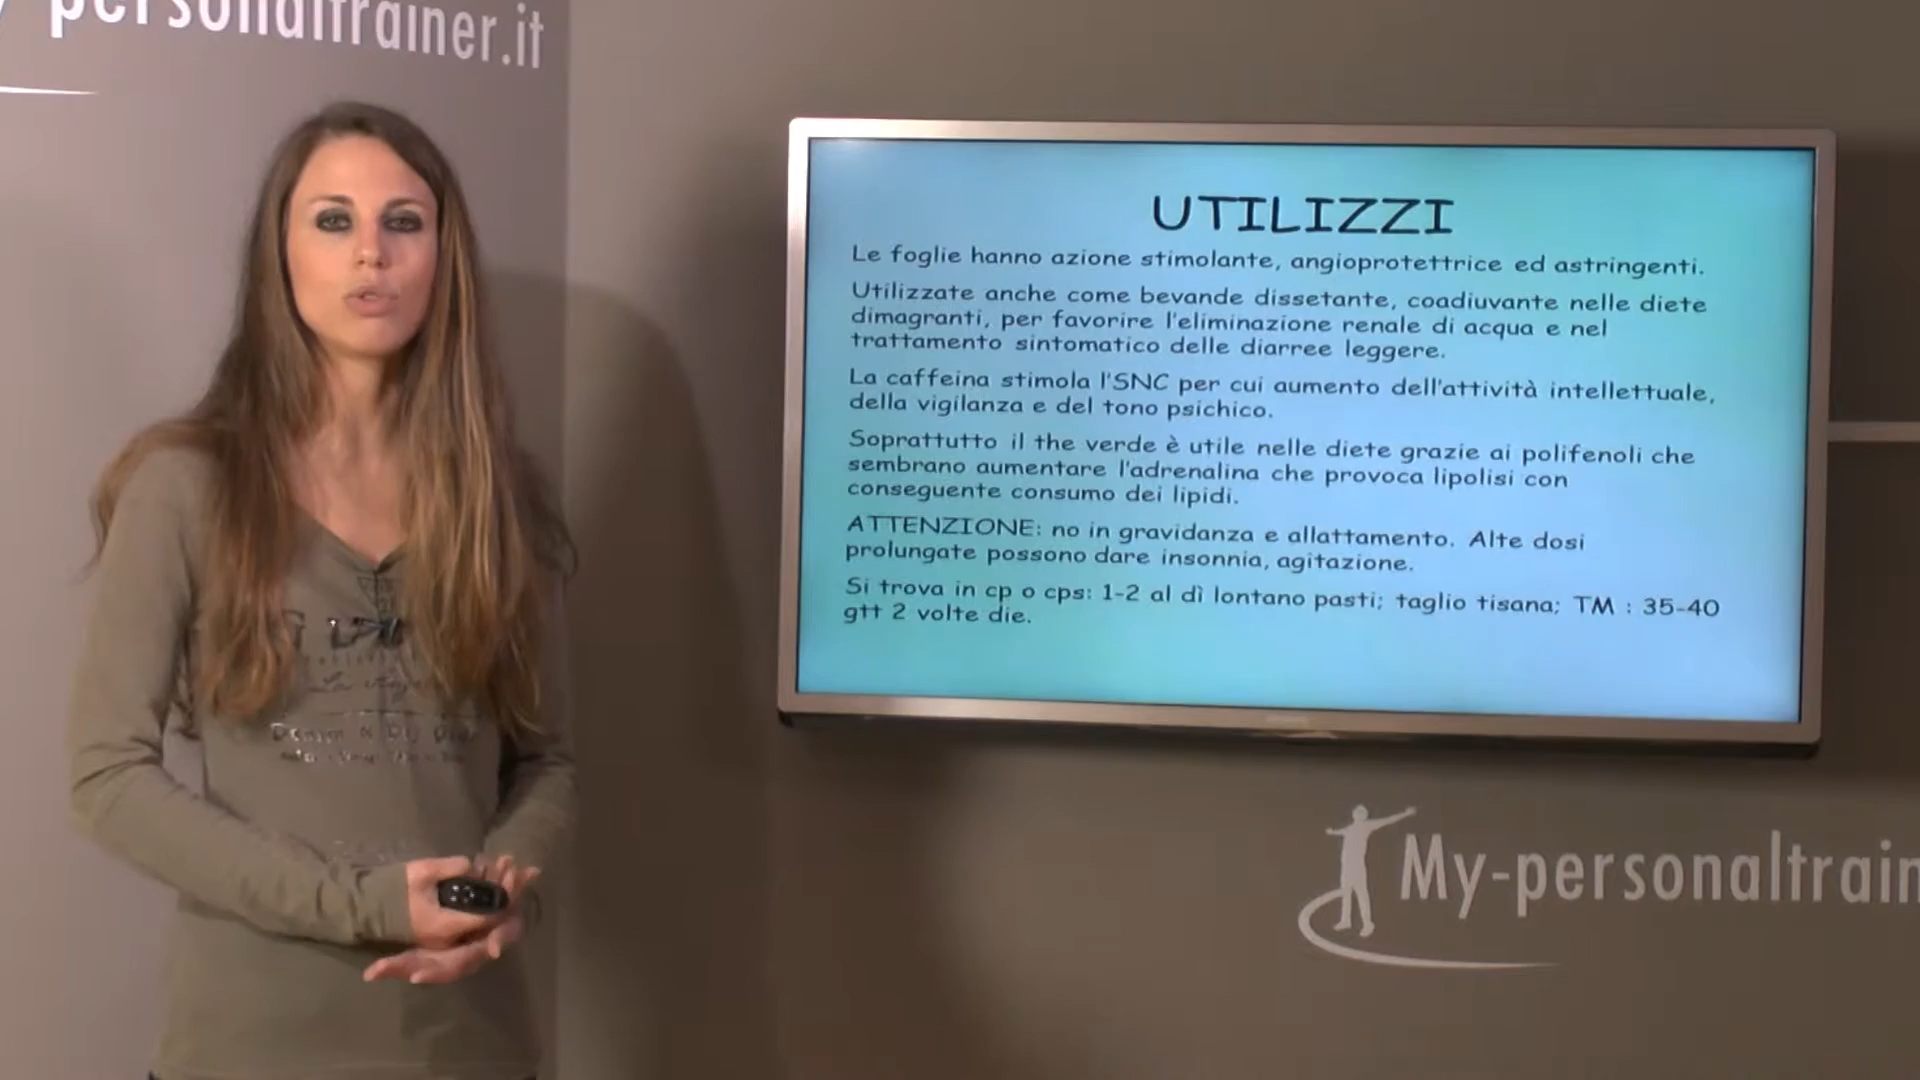 personaltrainer.it
UTILIZZI
Le foglie hanno azione stimolante, angioprotettrice ed astringenti.
Utilizzate anche come bevande dissetante, coadiuvante nelle diete
dimagranti, per favorire l'eliminazione renale di acqua e nel
trattamento sintomatico delle diarree leggere.
La caffeina stimola l'SNC per cui aumento dell'attività intellettuale,
della vigilanza e del tono psichico.
Soprattutto il the verde è utile nelle diete grazie ai polifenoli che
sembrano aumentare l'adrenalina che provoca lipolisi con
conseguente consumo dei lipidi.
ATTENZIONE: no in gravidanza e allattamento. Alte dosi
prolungate possono dare insonnia, agitazione.
Si trova in cp o cps: 1-2 al dì lontano pasti; taglio tisana; TM : 35-40
gtt 2 volte die.
My-personaltrain